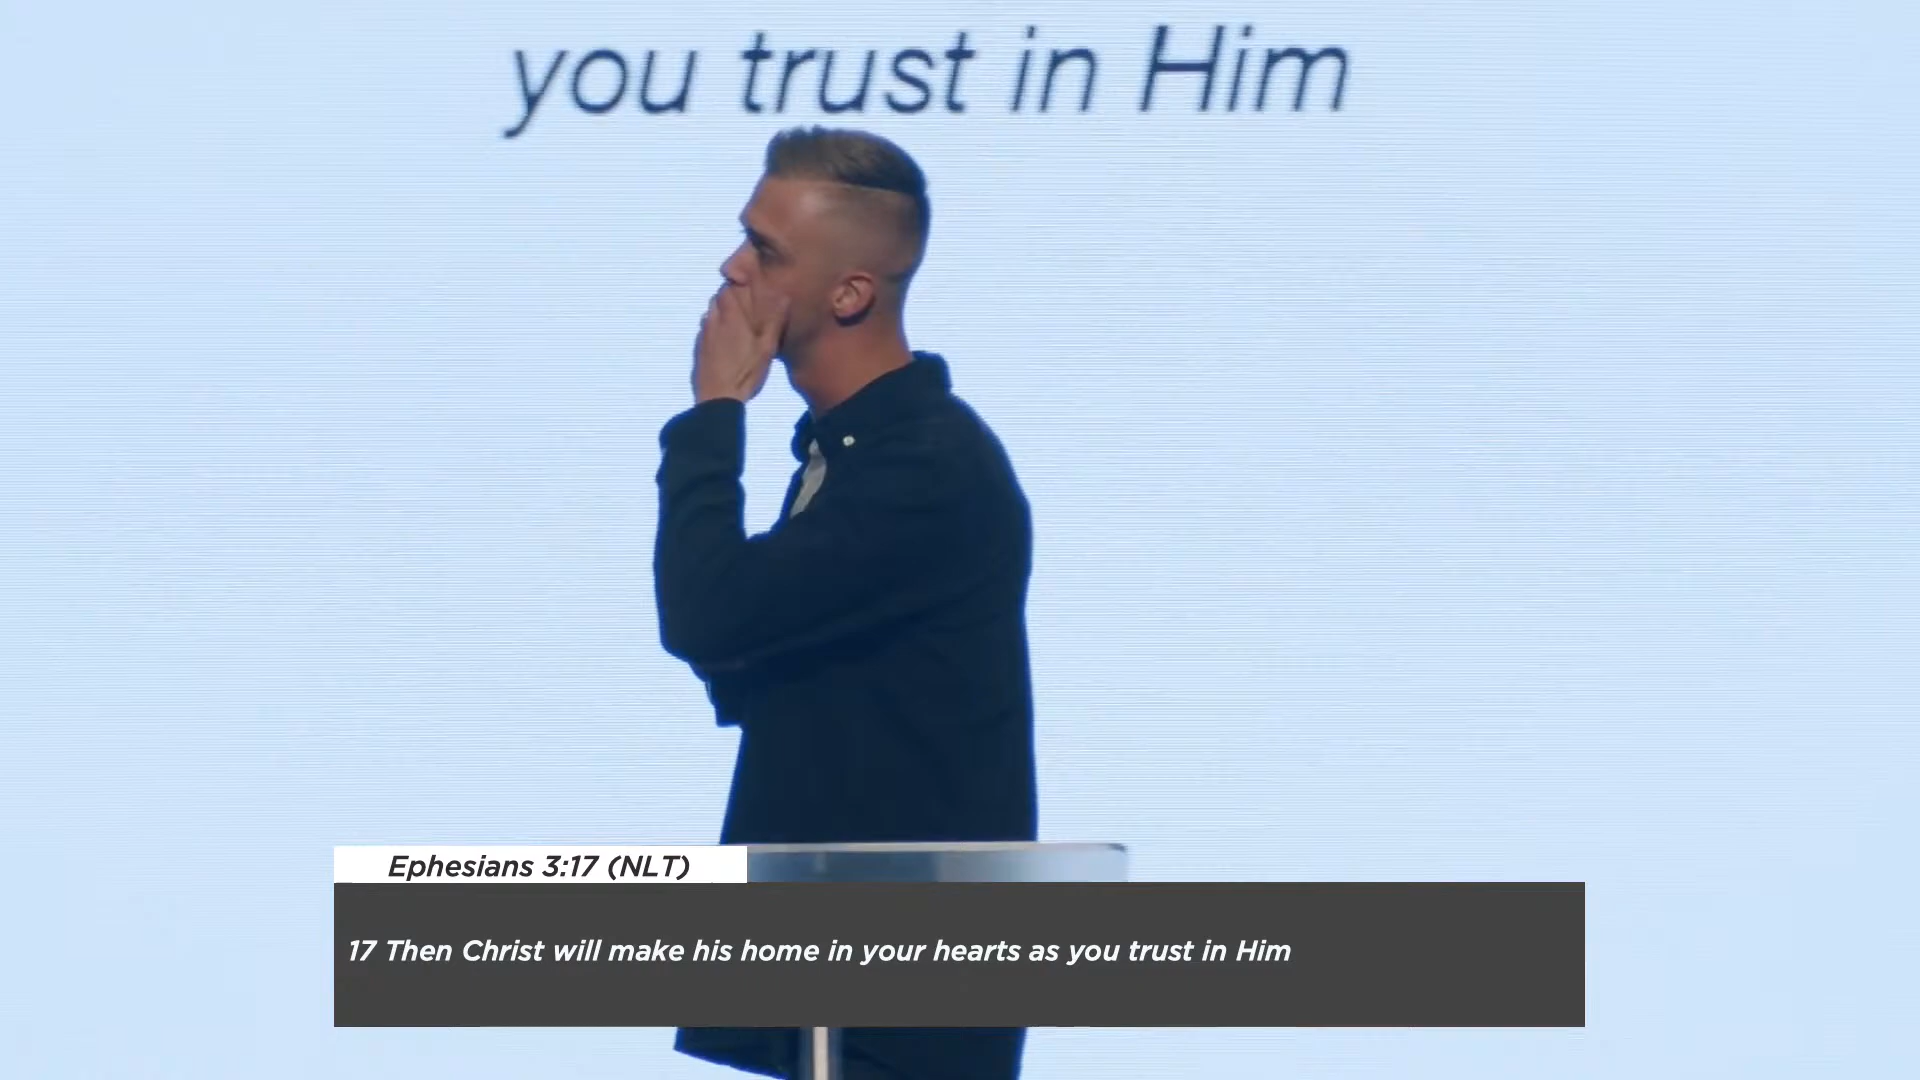 you trust in Him
Ephesians 3:17 (NLT)
17 Then Christ will make his home in your hearts as you trust in Him